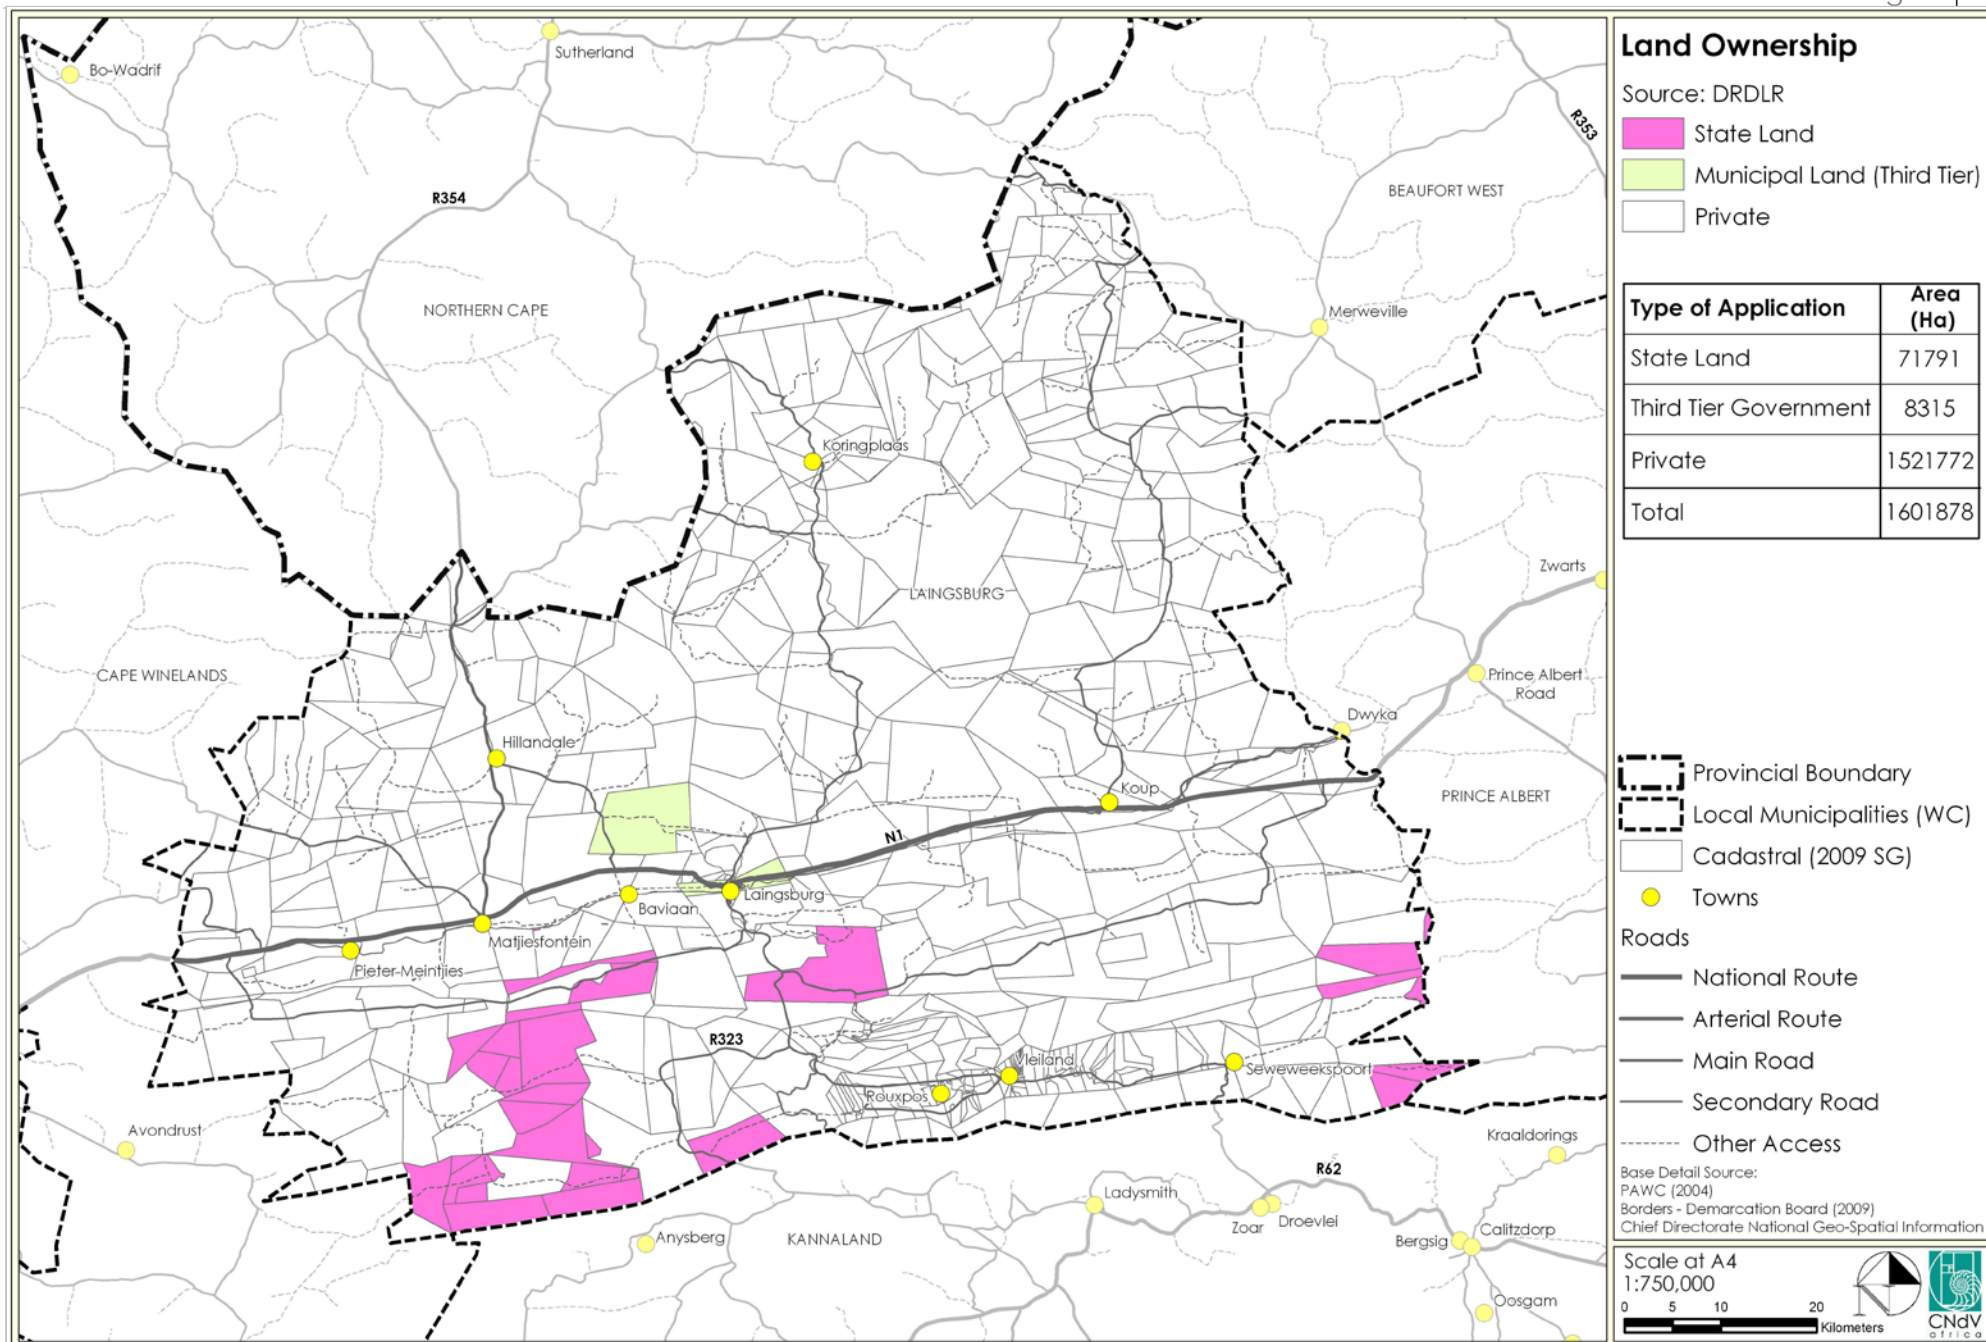 Land Ownership
Source: DRDLR
State Land
Municipal Land (Third Tier)
Private
Type of Application Area (Ha)
State Land 71791
Third Tier Government 8315
Private 1521772
Total 1601878
Provincial Boundary
Local Municipalities (WC)
Cadastral (2009 SG)
Towns
Roads
National Route
Arterial Route
Main Road
Secondary Road
Other Access
Base Detail Source:
PAWC (2004)
Borders - Demarcation Board (2009)
Chief Directorate National Geo-Spatial Information
Scale at A4
1:750,000
0 5 10 20
Kilometers
CNdV
africa
Bo-Wadrif
Sutherland
R353
R354
BEAUFORT WEST
NORTHERN CAPE
Merweville
Koringplaas
Zwarts
LAINGSBURG
CAPE WINELANDS
Prince Albert
Road
Dwyka
Hillandale
Koup
PRINCE ALBERT
N1
Laingsburg
Baviaan
Matjiesfontein
Pieter-Meintjies
R323
Vleiland
Seweweekspoort
Rouxpos
Avondrust
Kraaldorings
R62
Ladysmith
Zoar
Droevlei
Calitzdorp
Bergsig
Anysberg
KANNALAND
Oosgam